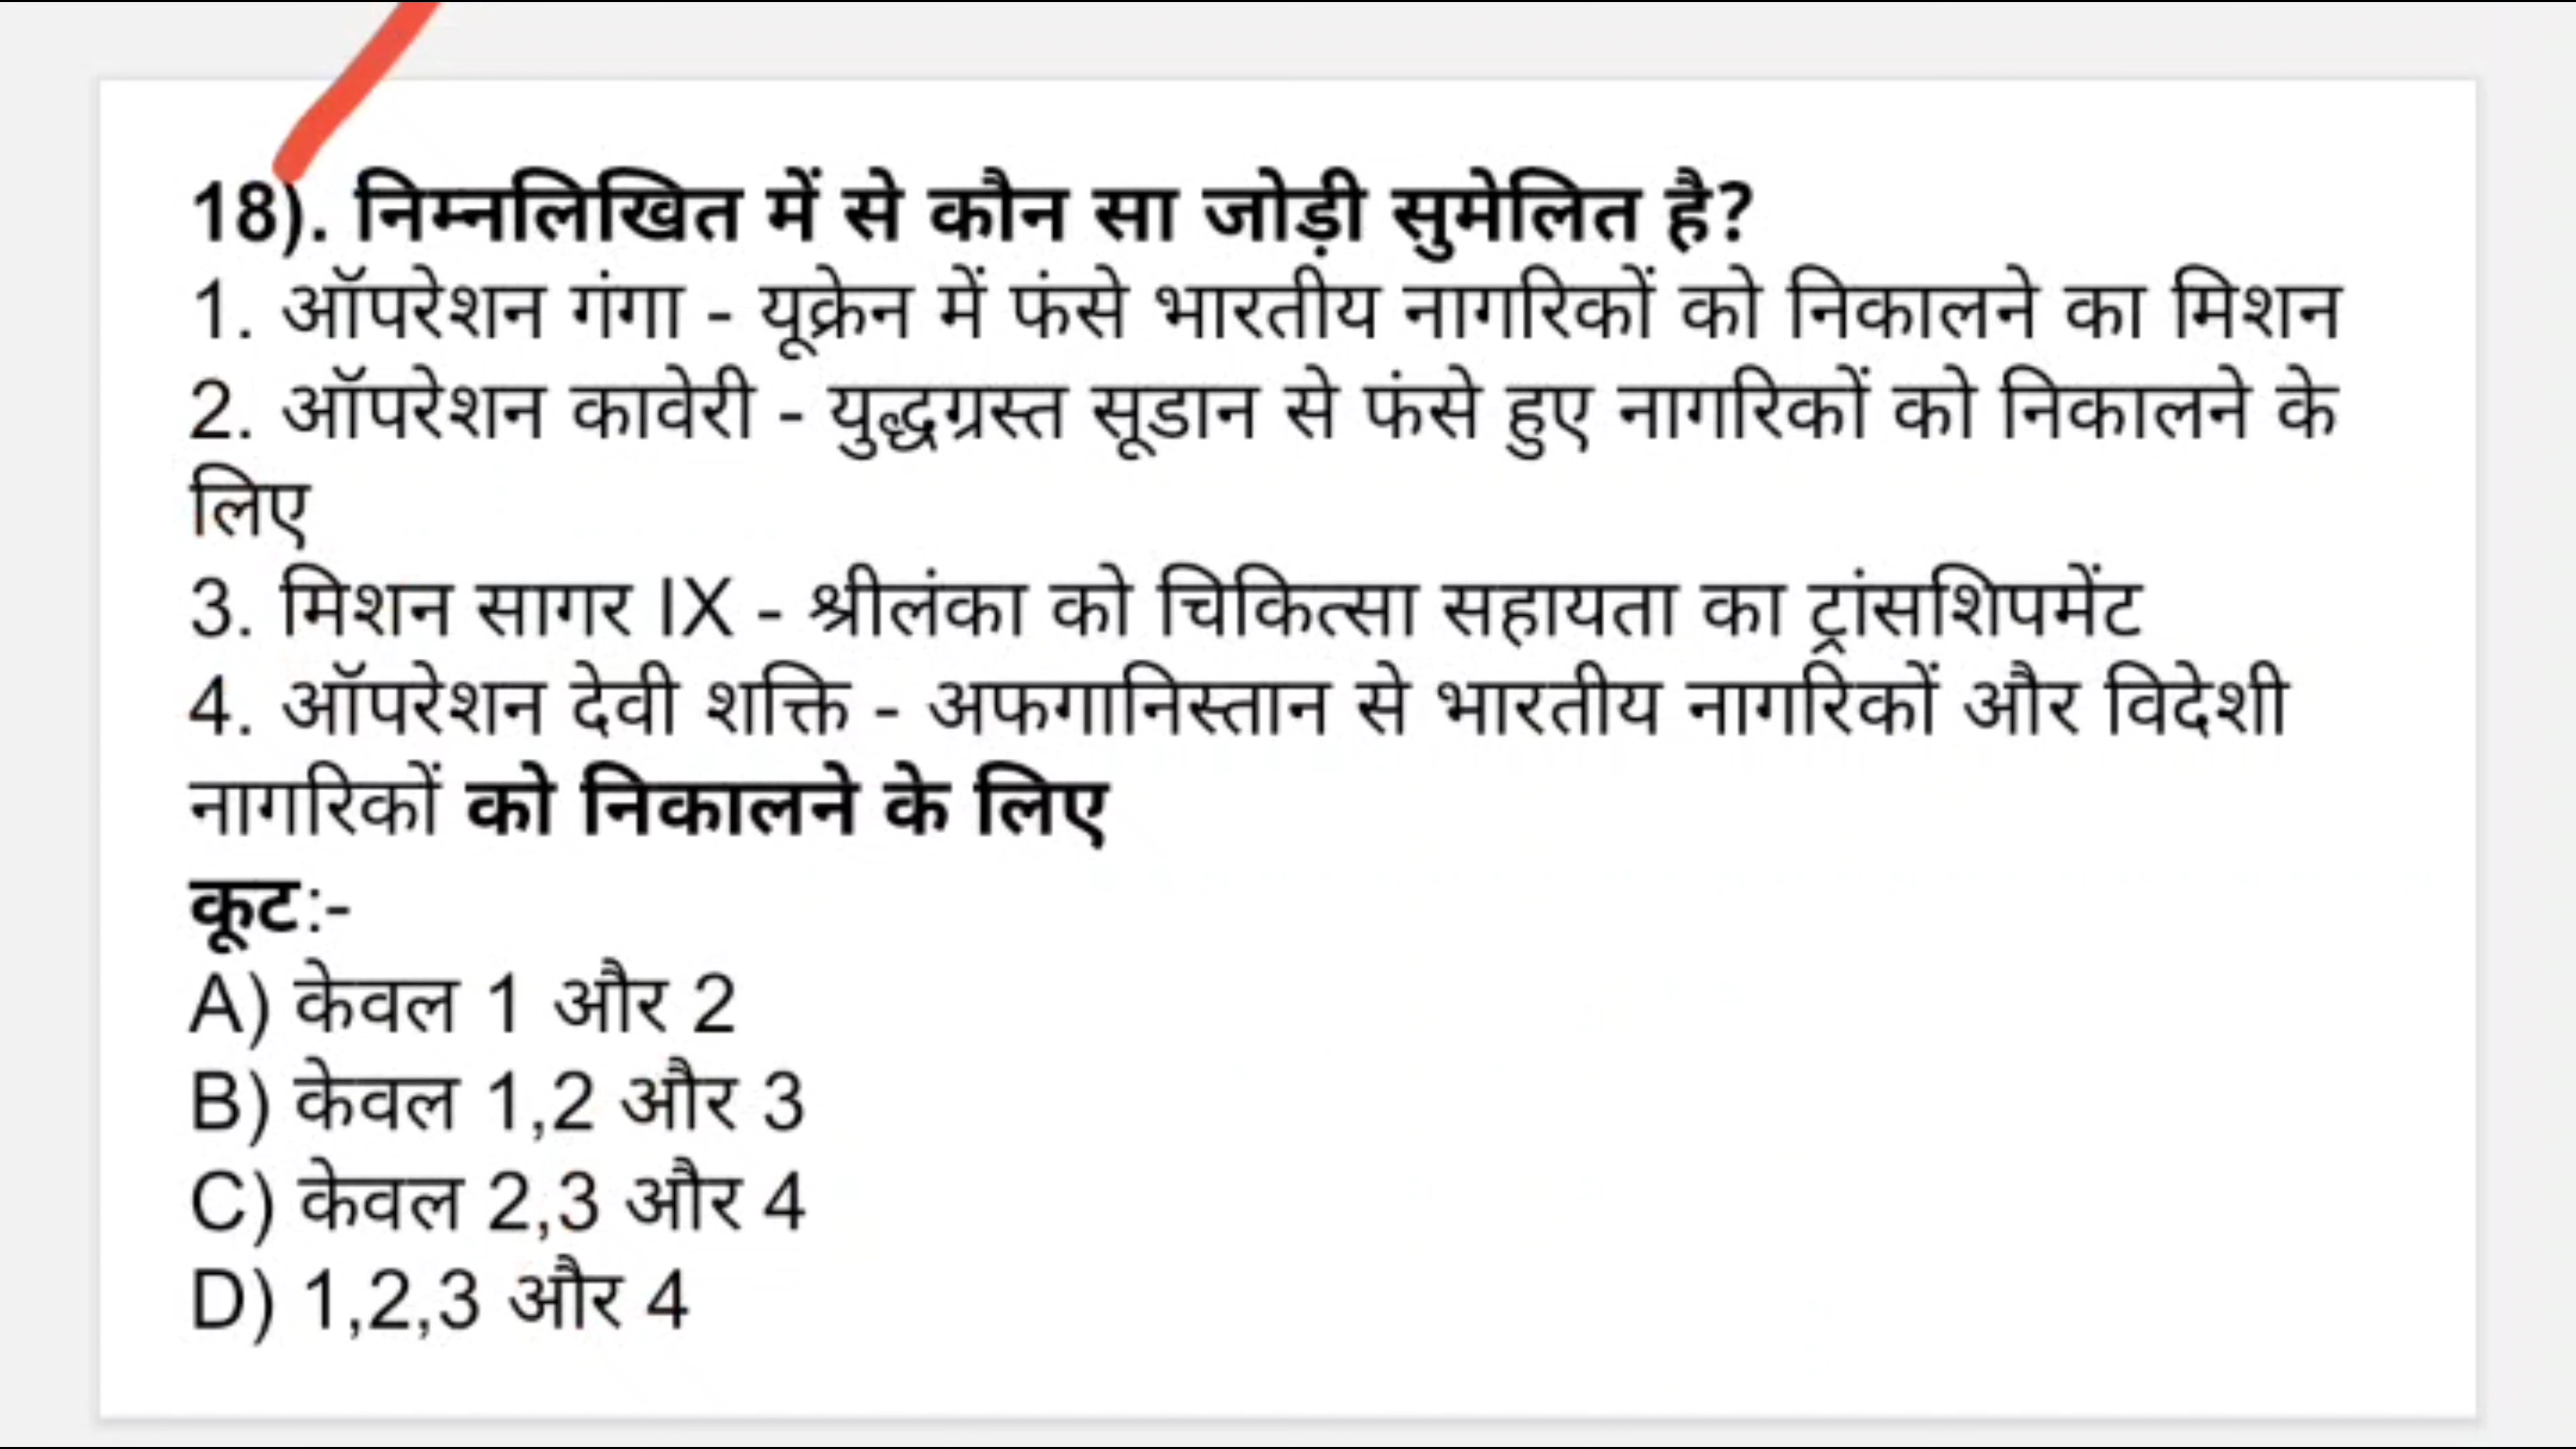 18). निम्नलिखित में से कौन सा जोड़ी सुमेलित है?
1. ऑपरेशन गंगा - यूक्रेन में फंसे भारतीय नागरिकों को निकालने का मिशन
2. ऑपरेशन कावेरी - युद्धग्रस्त सूडान से फंसे हुए नागरिकों को निकालने के
लिए
3. मिशन सागर IX - श्रीलंका को चिकित्सा सहायता का ट्रांसशिपमेंट
4. ऑपरेशन देवी शक्ति - अफगानिस्तान से भारतीय नागरिकों और विदेशी
नागरिकों को निकालने के लिए
कूट:-
A) केवल 1 और 2
B) केवल 1,2 और 3
C) केवल 2,3 और 4
D) 1,2,3 और 4